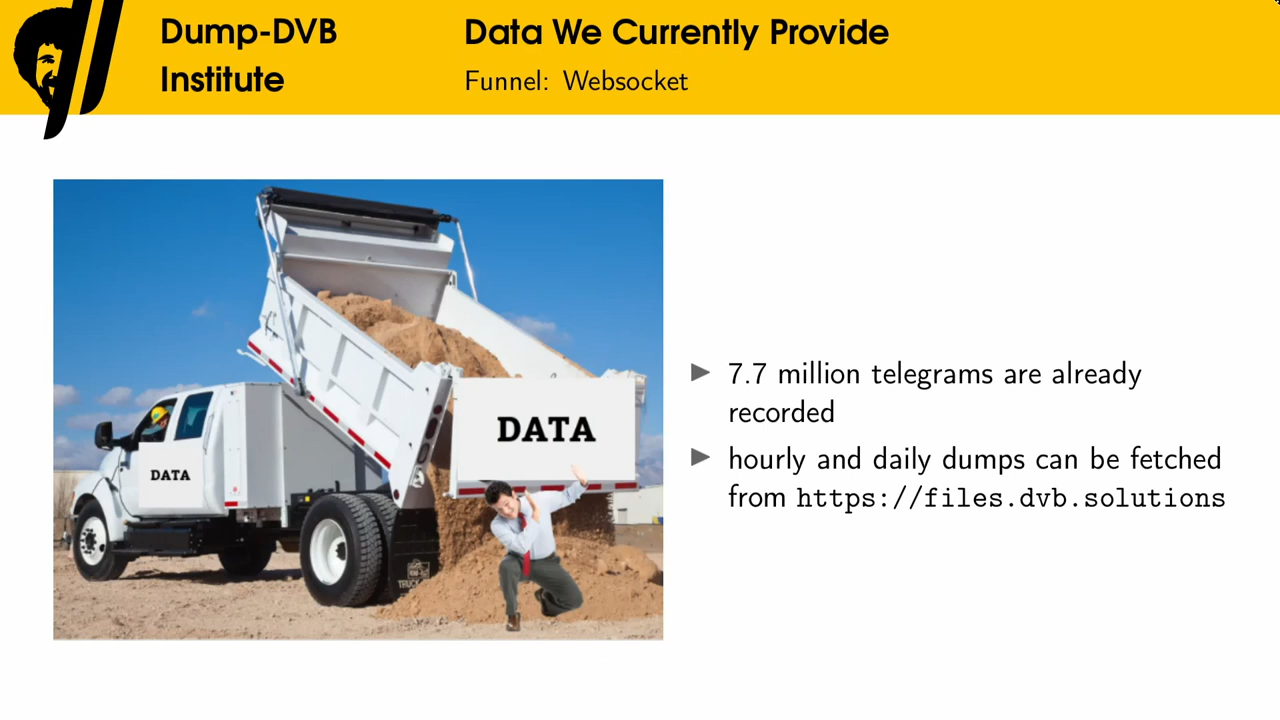 Dump-DVB
Institute
Data We Currently Provide
Funnel: Websocket
DATA
DATA
TRUCK
7.7 million telegrams are already
recorded
hourly and daily dumps can be fetched
from https://files.dvb.solutions